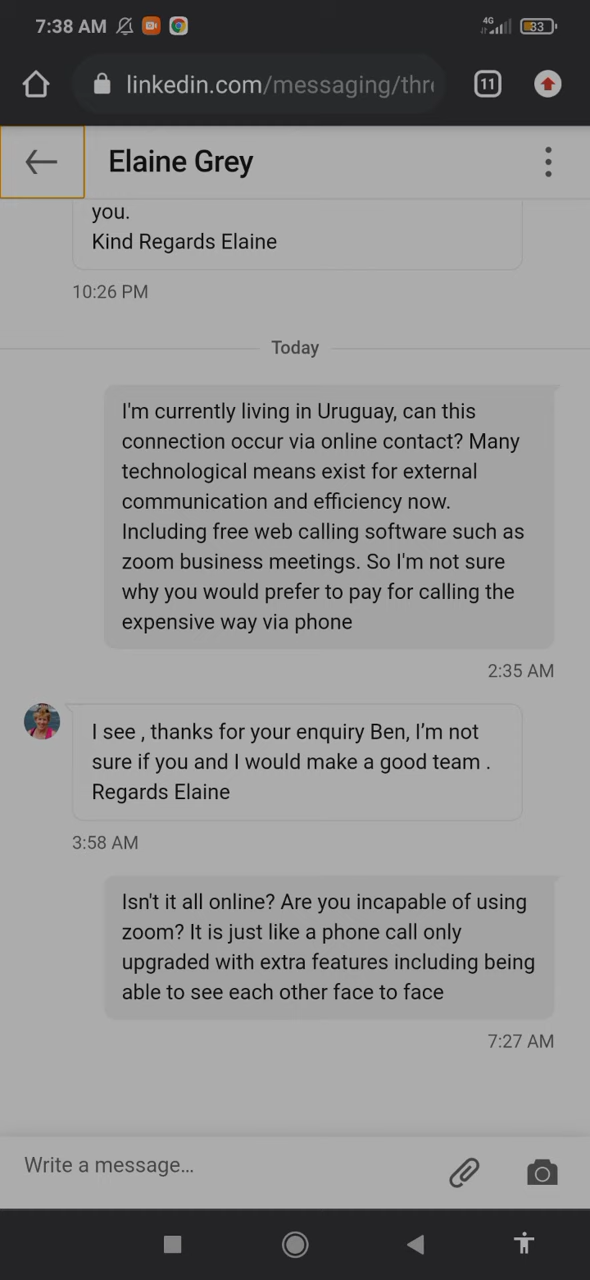 7:38 AM
4G
33
linkedin.com/messaging/thr
11
Elaine Grey
you.
Kind Regards Elaine
10:26 PM
Today
I'm currently living in Uruguay, can this
connection occur via online contact? Many
technological means exist for external
communication and efficiency now.
Including free web calling software such as
zoom business meetings. So I'm not sure
why you would prefer to pay for calling the
expensive way via phone
2:35 AM
I see , thanks for your enquiry Ben, I’m not
sure if you and I would make a good team .
Regards Elaine
3:58 AM
Isn't it all online? Are you incapable of using
zoom? It is just like a phone call only
upgraded with extra features including being
able to see each other face to face
7:27 AM
Write a message…